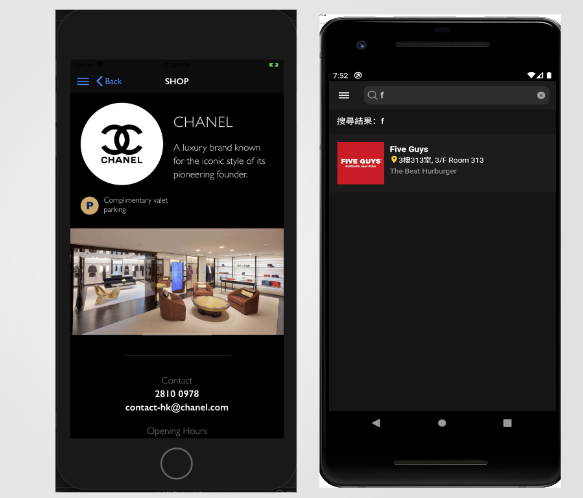 Back
SHOP
CHANEL
CHANEL
A luxury brand known
for the iconic style of its
pioneering founder.
P
Complimentary valet
parking
Contact
2810 0978
contact-hk@chanel.com
Opening Hours
7:52
f
搜尋結果: f
FIVE GUYS
Five Guys
3樓313室, 3/F Room 313
The Best Hurburger